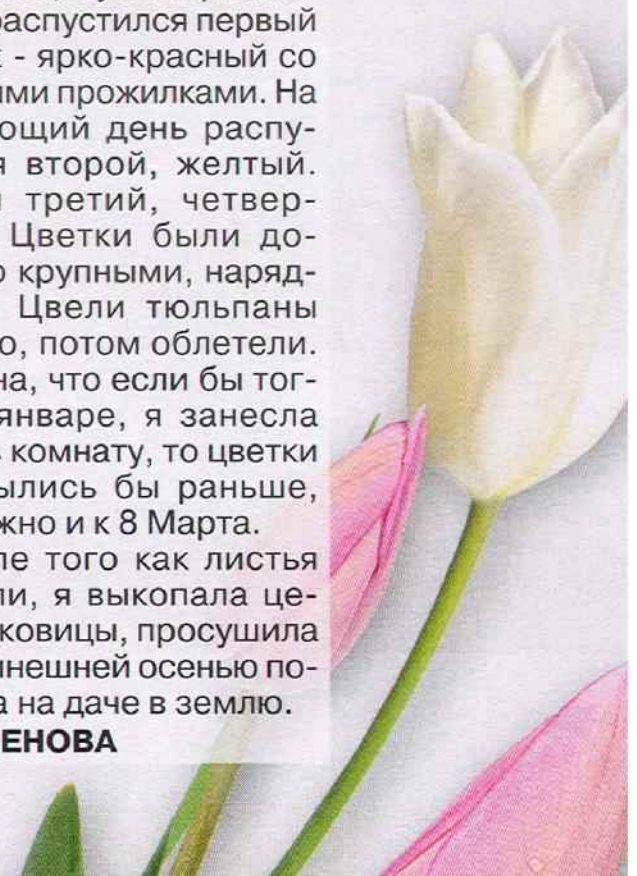 распустился первый
- ярко-красный со
ми прожилками. На
ющий день распу-
второй, желтый.
третий, четвер-
Цветки были до-
о крупными, наряд-
Цвели тюльпаны
о, потом облетели.
на, что если бы тог-
январе, я занесла
комнату, то цветки
ылись бы раньше,
жно и к 8 Марта.
ле того как листья
ли, я выкопала це-
ковицы, просушила
ынешней осенью по-
а на даче в землю.
ЕНОВА